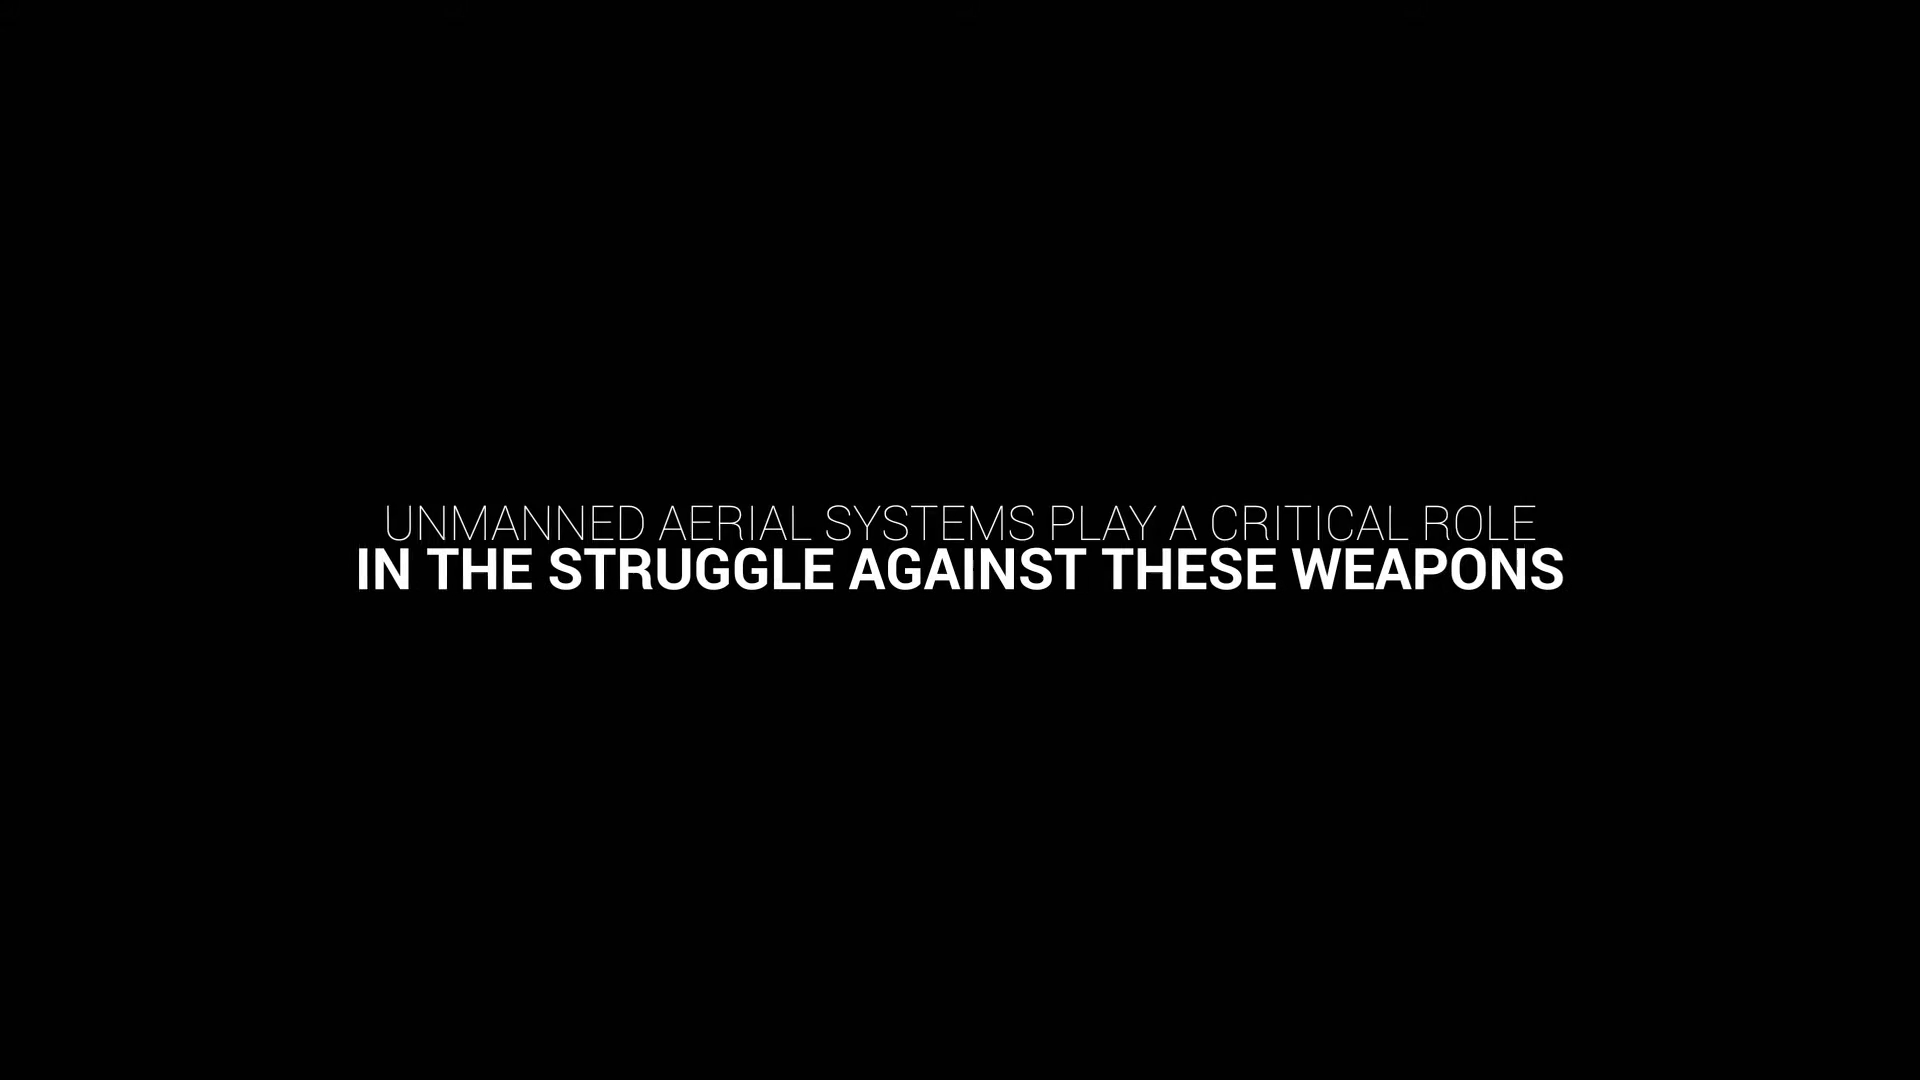 UNMANNED AERIAL SYSTEMS PLAY A CRITICAL ROLE
IN THE STRUGGLE AGAINST THESE WEAPONS